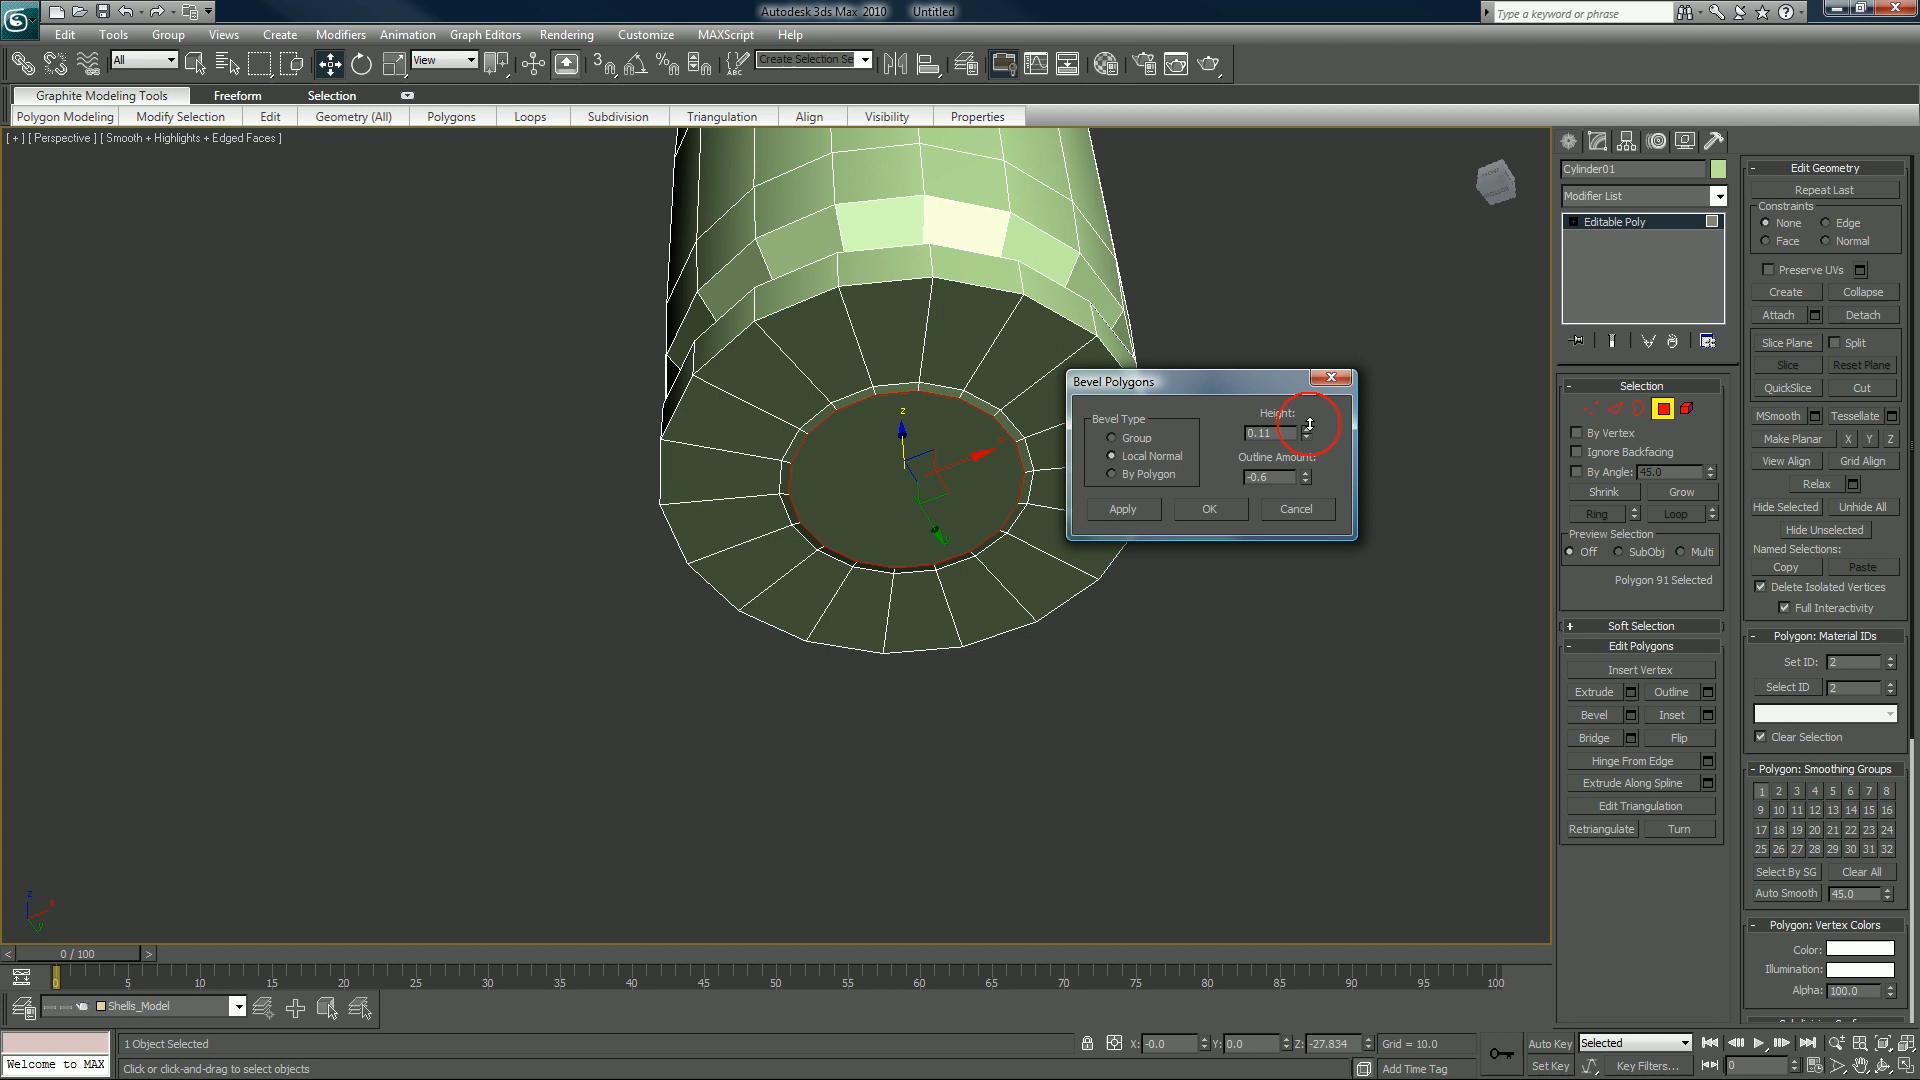 Autodesk 3ds Max 2010 Untitled
Type a keyword or phrase
Edit Tools Group Views Create Modifiers Animation Graph Editors Rendering Customize MAXScript Help
All View Create Selection Se
Graphite Modeling Tools Freeform Selection
Polygon Modeling Modify Selection Edit Geometry (All) Polygons Loops Subdivision Triangulation Align Visibility Properties
[ + ] [ Perspective ] [ Smooth + Highlights + Edged Faces ]
z
Bevel Polygons
Bevel Type
Group
Local Normal
By Polygon
Height:
0.11
Outline Amount:
-0.6
Apply OK Cancel
Cylinder01
Modifier List
Editable Poly
Selection
By Vertex
Ignore Backfacing
By Angle: 45.0
Shrink Grow
Ring Loop
Preview Selection
Off SubObj Multi
Polygon 91 Selected
Soft Selection
Edit Polygons
Insert Vertex
Extrude Outline
Bevel Inset
Bridge Flip
Hinge From Edge
Extrude Along Spline
Edit Triangulation
Retriangulate Turn
Edit Geometry
Repeat Last
Constraints
None Edge
Face Normal
Preserve UVs
Create Collapse
Attach Detach
Slice Plane Split
Slice Reset Plane
QuickSlice Cut
MSmooth Tessellate
Make Planar X Y Z
View Align Grid Align
Relax
Hide Selected Unhide All
Hide Unselected
Named Selections:
Copy Paste
Delete Isolated Vertices
Full Interactivity
Polygon: Material IDs
Set ID: 2
Select ID 2
Clear Selection
Polygon: Smoothing Groups
1 2 3 4 5 6 7 8
9 10 11 12 13 14 15 16
17 18 19 20 21 22 23 24
25 26 27 28 29 30 31 32
Select By SG Clear All
Auto Smooth 45.0
Polygon: Vertex Colors
Color:
Illumination:
Alpha: 100.0
z
x
y
< 0 / 100 >
0 5 10 15 20 25 30 35 40 45 50 55 60 65 70 75 80 85 90 95 100
Shells_Model
1 Object Selected X: -0.0 Y: 0.0 Z: -27.834 Grid = 10.0 Auto Key Selected
Welcome to MAX Click or click-and-drag to select objects Add Time Tag Set Key Key Filters... 0